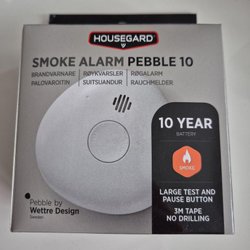 HOUSEGARD
SMOKE ALARM PEBBLE 10
BRANDVARNARE | RØYKVARSLER | RØGALARM
PALOVAROITIN | SUITSUANDUR | RAUCHMELDER
10 YEAR
BATTERY
SMOKE
LARGE TEST AND
PAUSE BUTTON
3M TAPE
NO DRILLING
Pebble by
Wettre Design
Sweden